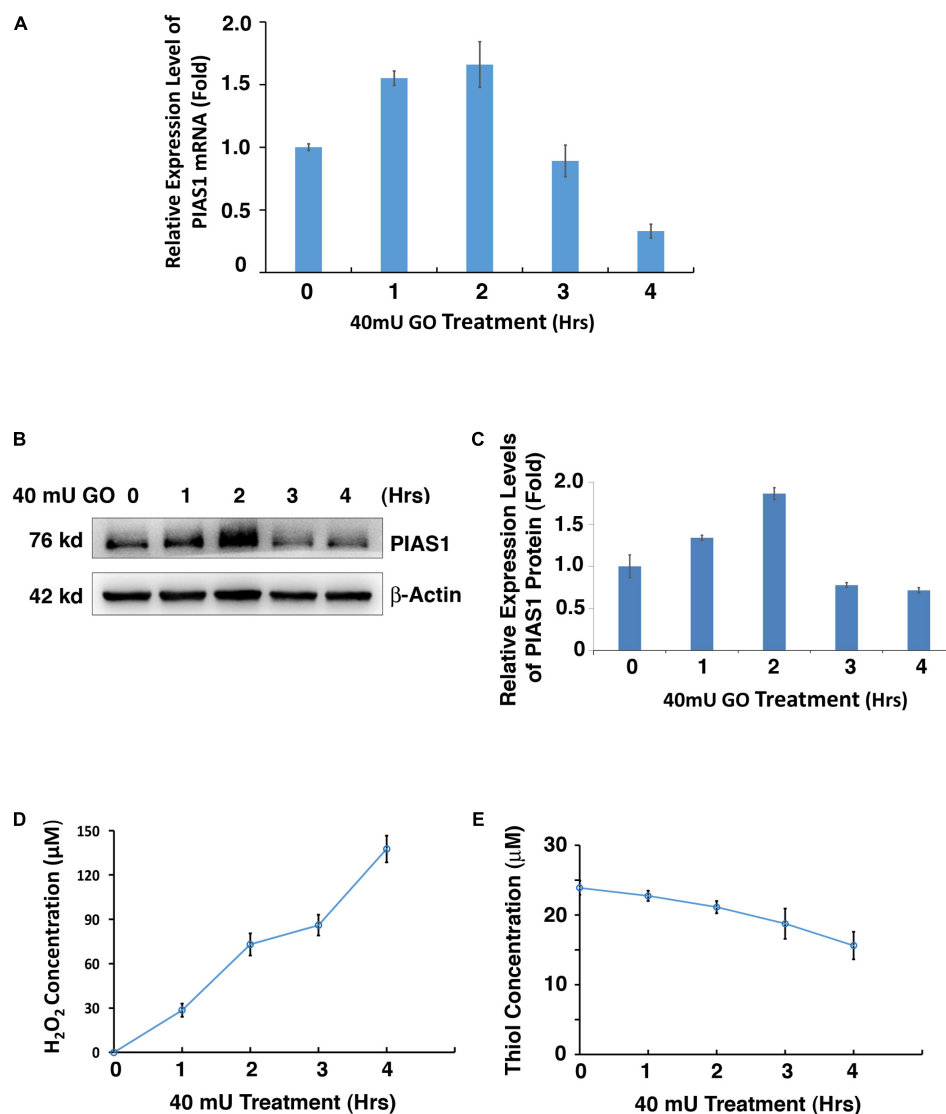 A
Relative Expression Level of
PIAS1 mRNA (Fold)
2.0
1.5
1.0
0.5
0
0 1 2 3 4
40mU GO Treatment (Hrs)
B
40 mU GO 0 1 2 3 4 (Hrs)
76 kd PIAS1
42 kd β-Actin
C
Relative Expression Levels
of PIAS1 Protein (Fold)
2.0
1.5
1.0
0.5
0
0 1 2 3 4
40mU GO Treatment (Hrs)
D
H₂O₂ Concentration (µM)
150
120
90
60
30
0
0 1 2 3 4
40 mU Treatment (Hrs)
E
Thiol Concentration (µM)
30
20
10
0
0 1 2 3 4
40 mU Treatment (Hrs)